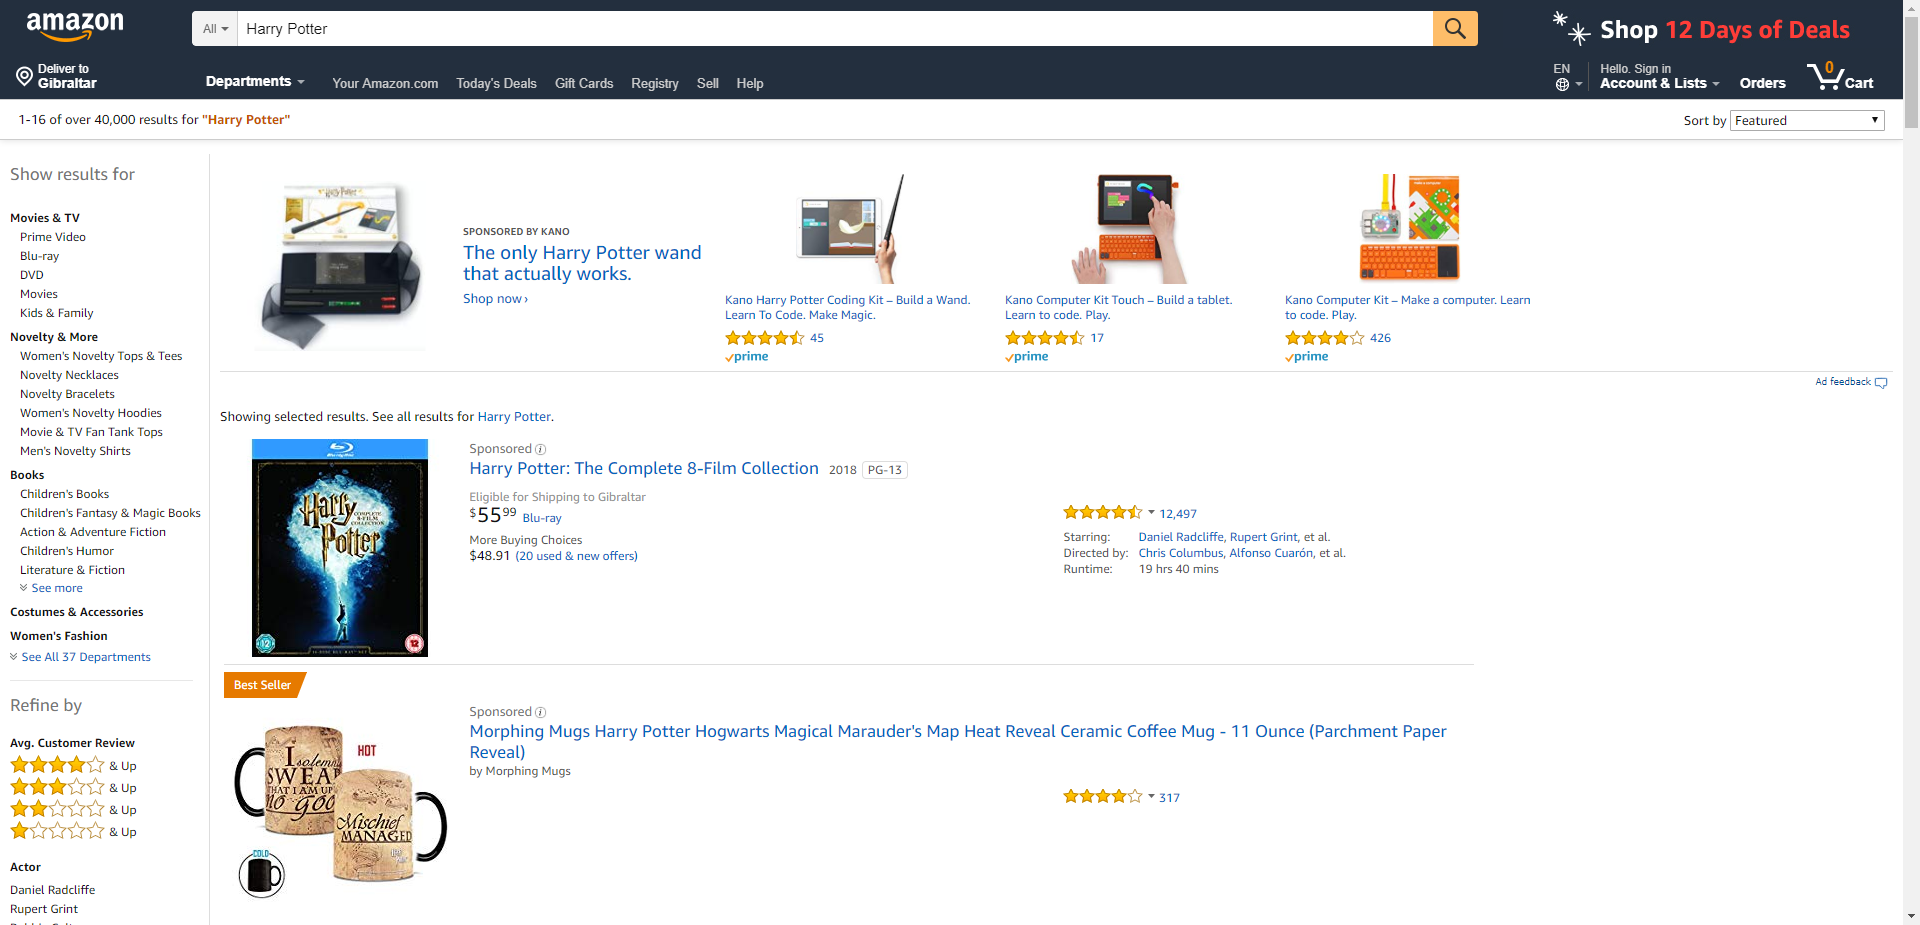 amazon
All
Harry Potter
Shop 12 Days of Deals
Deliver to
Gibraltar
Departments
Your Amazon.com
Today's Deals
Gift Cards
Registry
Sell
Help
EN
Hello. Sign in
Account & Lists
Orders
0
Cart
1-16 of over 40,000 results for "Harry Potter"
Sort by Featured
Show results for
Movies & TV
Prime Video
Blu-ray
DVD
Movies
Kids & Family
Novelty & More
Women's Novelty Tops & Tees
Novelty Necklaces
Novelty Bracelets
Women's Novelty Hoodies
Movie & TV Fan Tank Tops
Men's Novelty Shirts
Books
Children's Books
Children's Fantasy & Magic Books
Action & Adventure Fiction
Children's Humor
Literature & Fiction
See more
Costumes & Accessories
Women's Fashion
See All 37 Departments
Refine by
Avg. Customer Review
& Up
& Up
& Up
& Up
Actor
Daniel Radcliffe
Rupert Grint
Harry Potter
SPONSORED BY KANO
The only Harry Potter wand
that actually works.
Shop now ›
Kano Harry Potter Coding Kit – Build a Wand.
Learn To Code. Make Magic.
45
prime
Kano Computer Kit Touch – Build a tablet.
Learn to code. Play.
17
prime
Kano Computer Kit – Make a computer. Learn
to code. Play.
426
prime
Ad feedback
Showing selected results. See all results for Harry Potter.
Harry
Potter
COMPLETE
8-FILM
COLLECTION
12
12
Sponsored
Harry Potter: The Complete 8-Film Collection 2018 PG-13
Eligible for Shipping to Gibraltar
$55 99 Blu-ray
More Buying Choices
$48.91 (20 used & new offers)
12,497
Starring: Daniel Radcliffe, Rupert Grint, et al.
Directed by: Chris Columbus, Alfonso Cuarón, et al.
Runtime: 19 hrs 40 mins
Best Seller
HOT
I solemnly
SWEAR
THAT I AM UP
NO GOO
Mischief
MANAGED
COLD
Sponsored
Morphing Mugs Harry Potter Hogwarts Magical Marauder's Map Heat Reveal Ceramic Coffee Mug - 11 Ounce (Parchment Paper
Reveal)
by Morphing Mugs
317